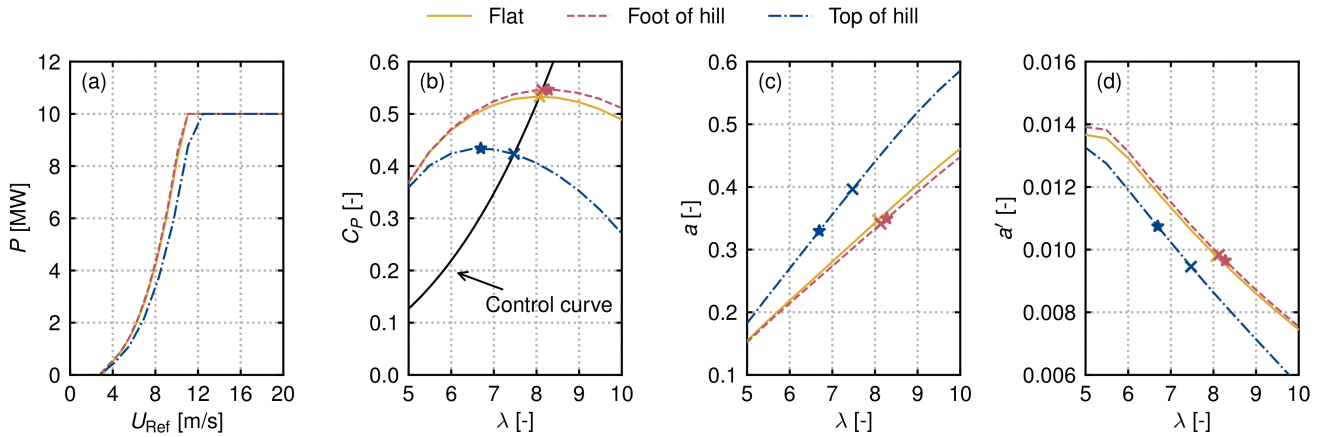 Flat Foot of hill Top of hill
(a)
12
10
8
6
4
2
0
P [MW]
0 4 8 12 16 20
U_Ref [m/s]
(b)
0.6
0.5
0.4
0.3
0.2
0.1
0.0
C_P [-]
Control curve
5 6 7 8 9 10
λ [-]
(c)
0.6
0.5
0.4
0.3
0.2
0.1
a [-]
5 6 7 8 9 10
λ [-]
(d)
0.016
0.014
0.012
0.010
0.008
0.006
a′ [-]
5 6 7 8 9 10
λ [-]